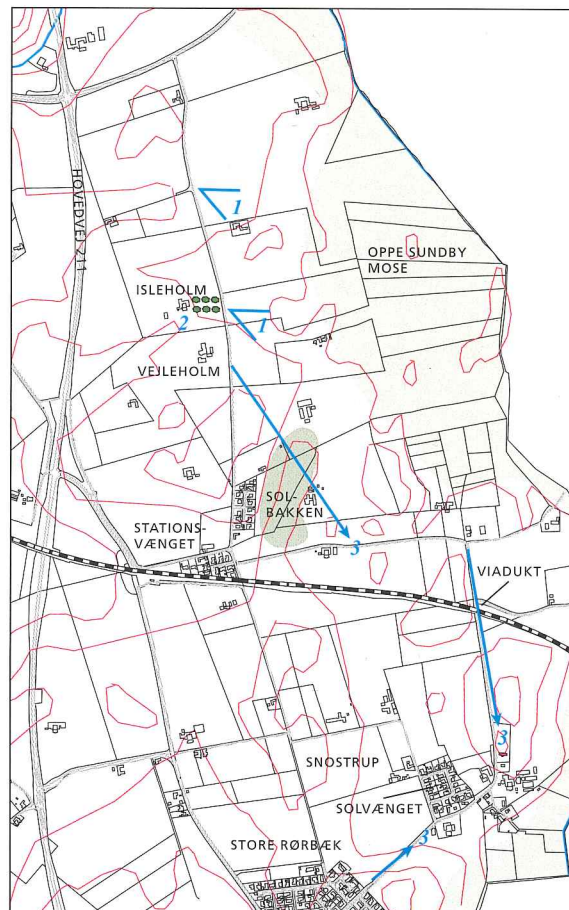 HOVEDVEJ 211
1
OPPE SUNDBY
MOSE
ISLEHOLM
2
1
VEJLEHOLM
SOL-
BAKKEN
STATIONS-
VÆNGET
3
VIADUKT
3
SNOSTRUP
SOLVÆNGET
STORE RØRBÆK
3